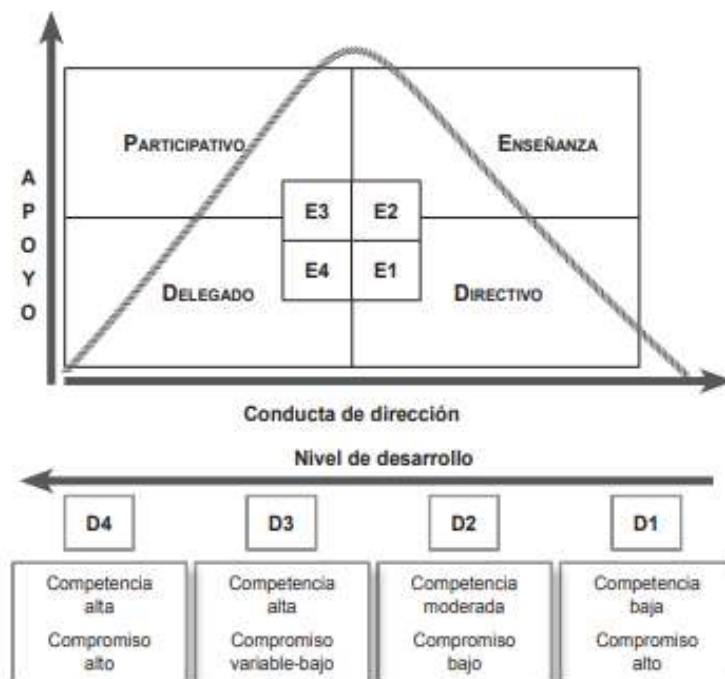 PARTICIPATIVO
ENSEÑANZA
APOYO
E3
E2
E4
E1
DELEGADO
DIRECTIVO
Conducta de dirección
Nivel de desarrollo
D4
D3
D2
D1
Competencia
alta
Compromiso
alto
Competencia
alta
Compromiso
variable-bajo
Competencia
moderada
Compromiso
bajo
Competencia
baja
Compromiso
alto